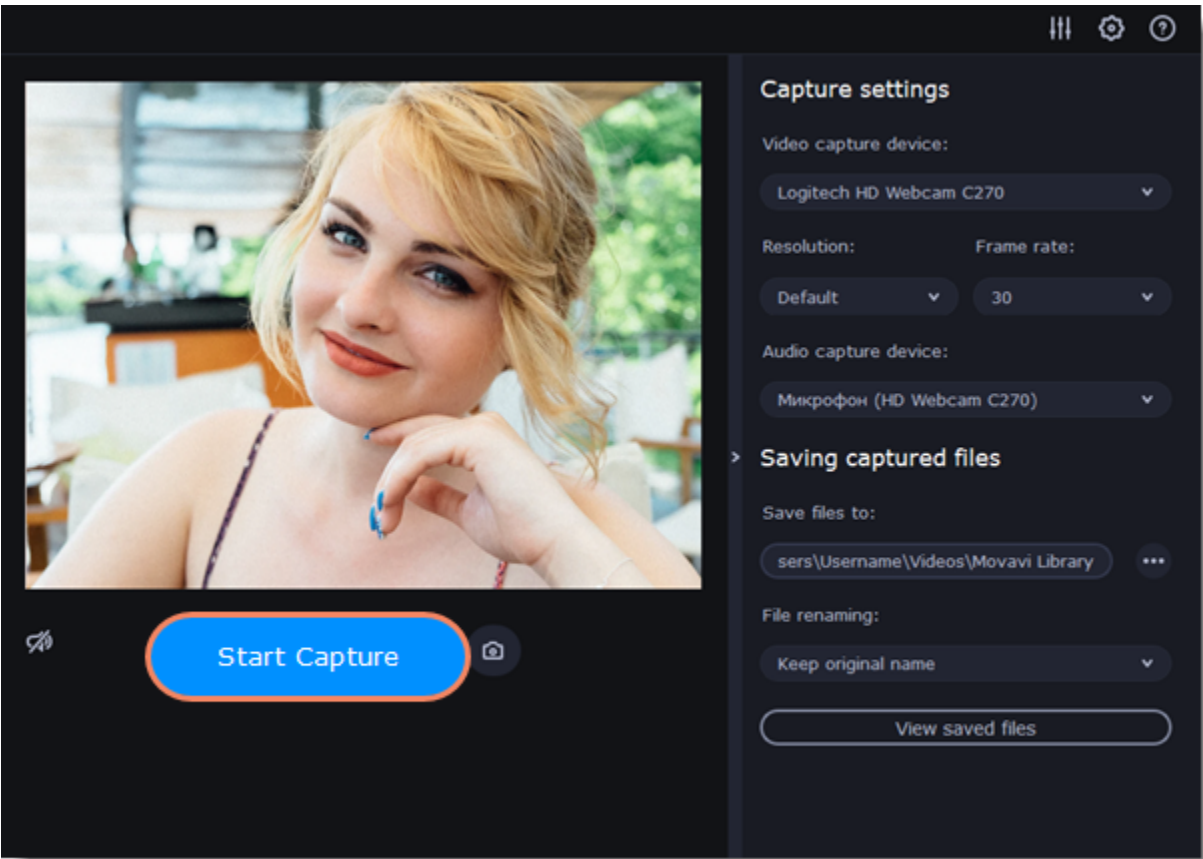 Capture settings
Video capture device:
Logitech HD Webcam C270
Resolution: Frame rate:
Default 30
Audio capture device:
Микрофон (HD Webcam C270)
Saving captured files
Save files to:
sers\Username\Videos\Movavi Library
File renaming:
Start Capture
Keep original name
View saved files